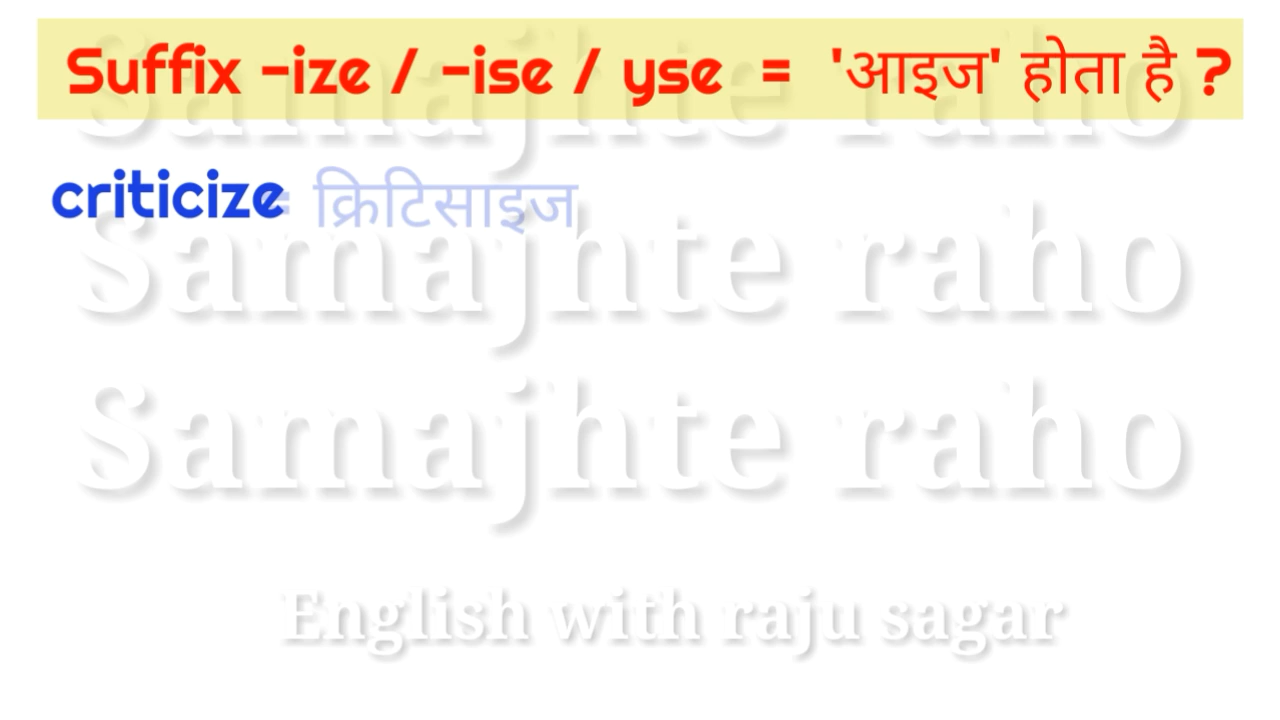 Suffix -ize / -ise / yse = 'आइज' होता है ?
Samajhte raho
criticize = क्रिटिसाइज
Samajhte raho
Samajhte raho
English with raju sagar